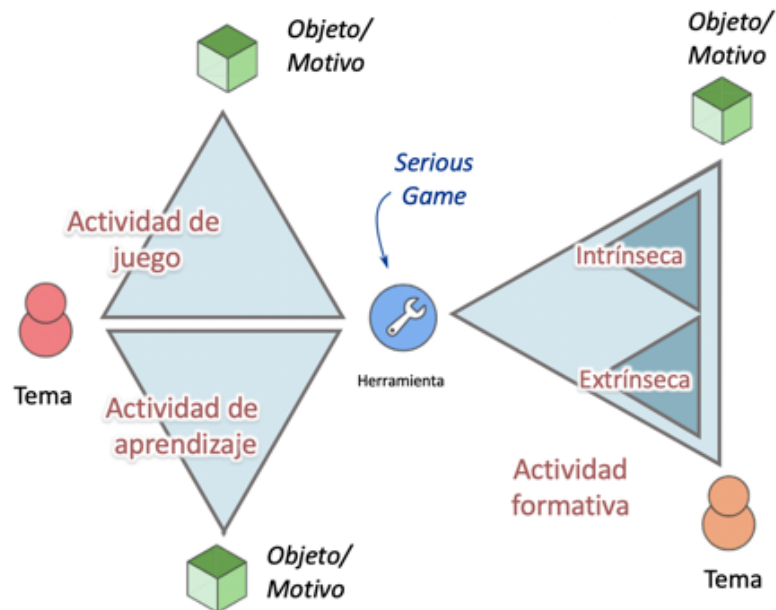 Objeto/
Motivo
Objeto/
Motivo
Serious
Game
Actividad de
juego
Intrínseca
Tema
Herramienta
Extrínseca
Actividad de
aprendizaje
Actividad
formativa
Objeto/
Motivo
Tema